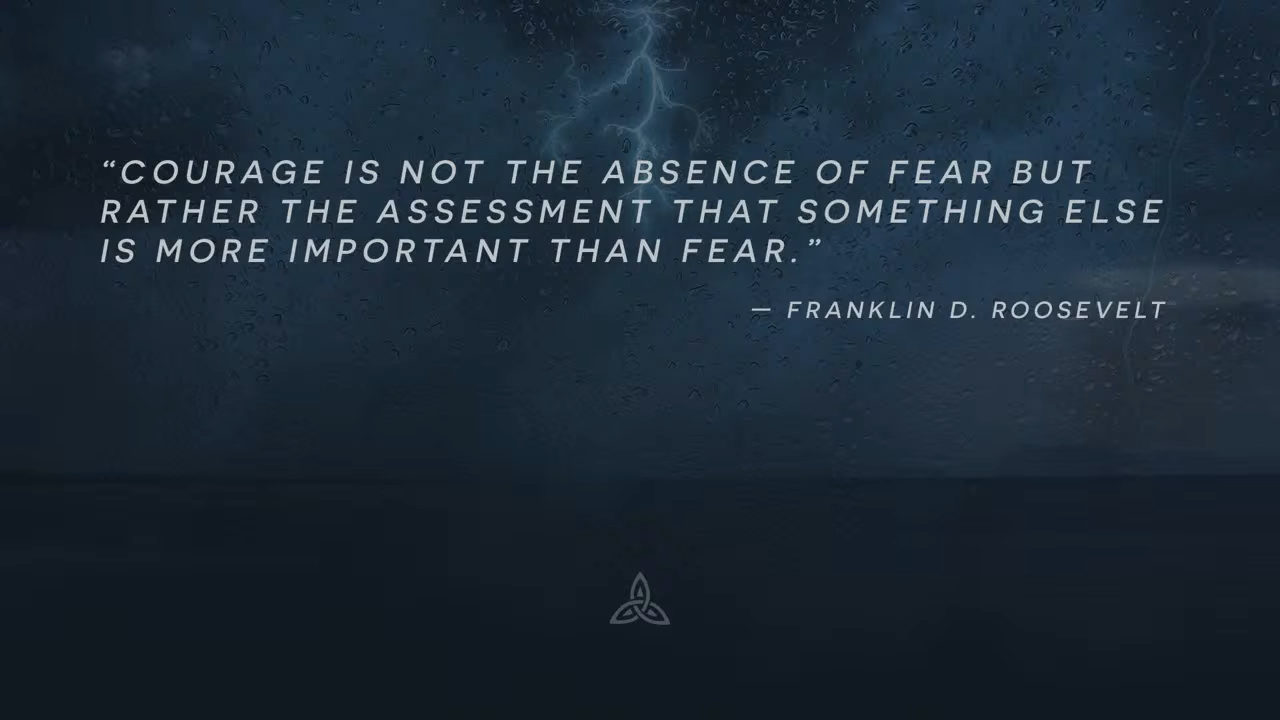 “COURAGE IS NOT THE ABSENCE OF FEAR BUT
RATHER THE ASSESSMENT THAT SOMETHING ELSE
IS MORE IMPORTANT THAN FEAR.”
— FRANKLIN D. ROOSEVELT